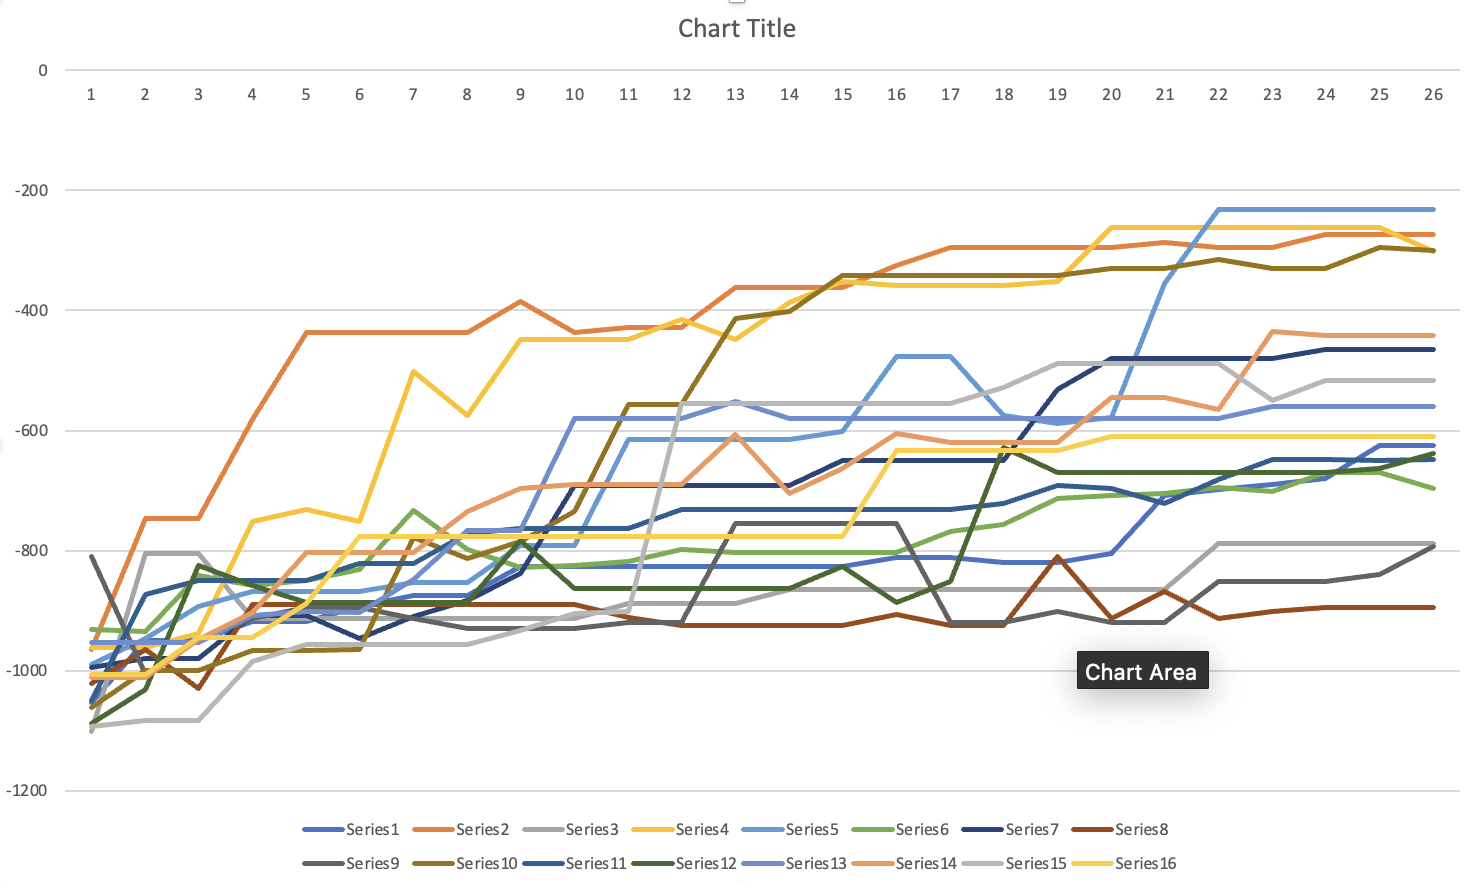 Chart Title
0
1 2 3 4 5 6 7 8 9 10 11 12 13 14 15 16 17 18 19 20 21 22 23 24 25 26
-200
-400
-600
-800
-1000
Chart Area
-1200
Series1 Series2 Series3 Series4 Series5 Series6 Series7 Series8
Series9 Series10 Series11 Series12 Series13 Series14 Series15 Series16